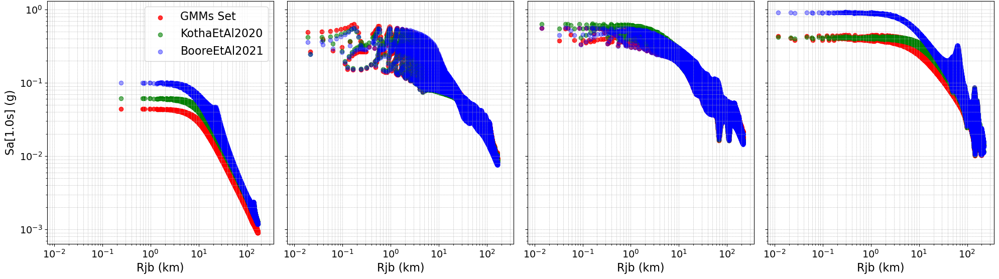 GMMs Set
KothaEtAl2020
BooreEtAl2021
Sa[1.0s] (g)
10⁰
10⁻¹
10⁻²
10⁻³
10⁻² 10⁻¹ 10⁰ 10¹ 10²
10⁻² 10⁻¹ 10⁰ 10¹ 10²
10⁻² 10⁻¹ 10⁰ 10¹ 10²
10⁻² 10⁻¹ 10⁰ 10¹ 10²
Rjb (km)
Rjb (km)
Rjb (km)
Rjb (km)